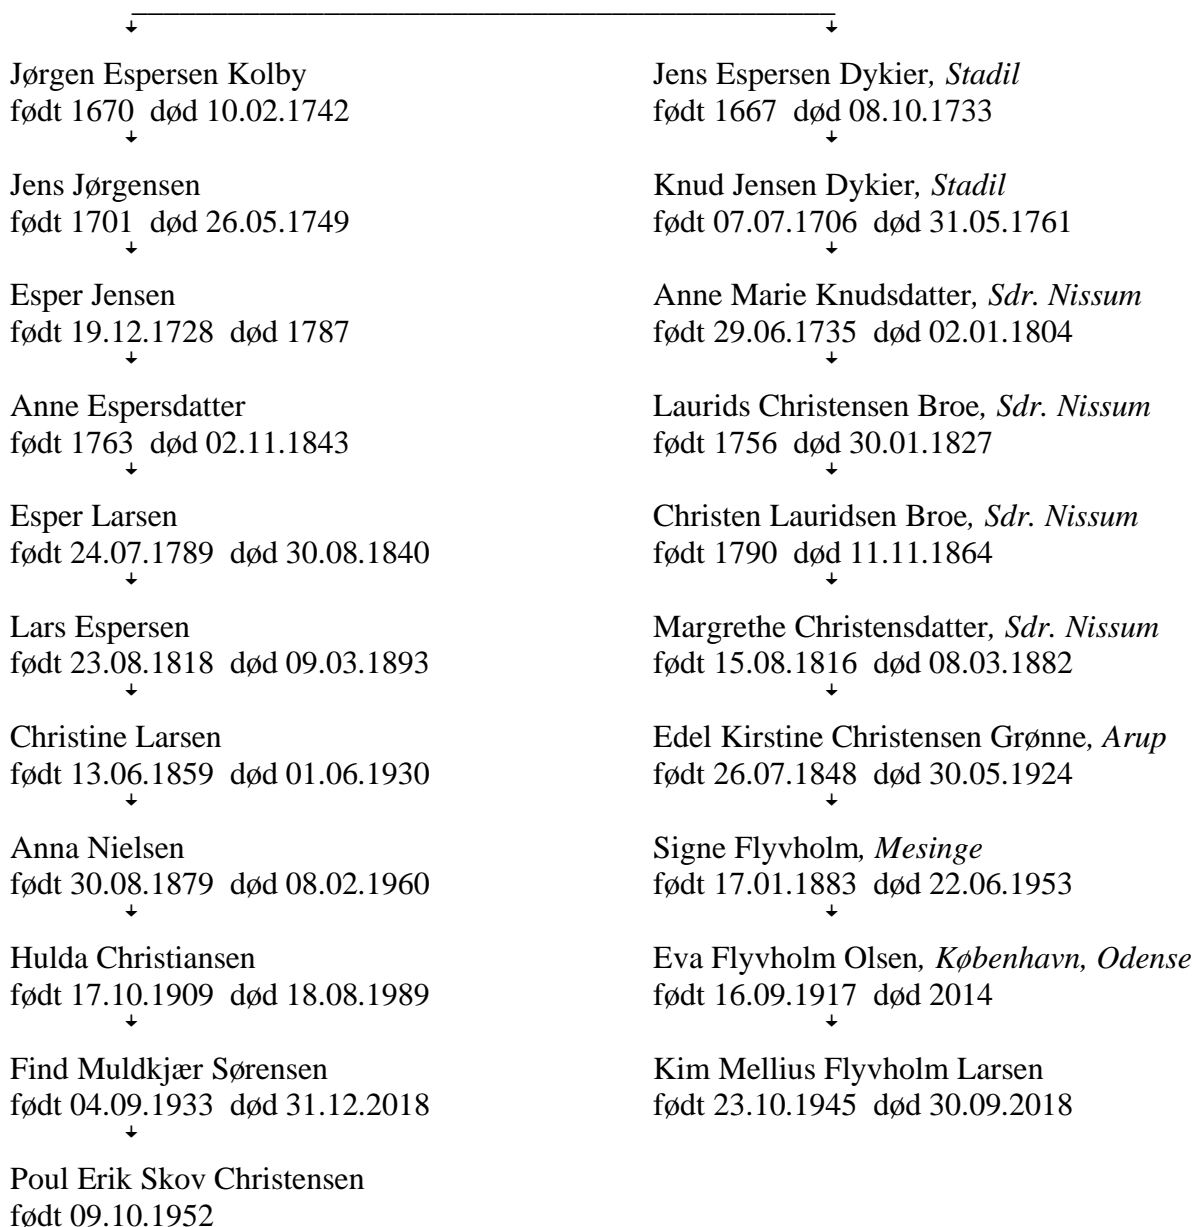 Jørgen Espersen Kolby
født 1670 død 10.02.1742
Jens Jørgensen
født 1701 død 26.05.1749
Esper Jensen
født 19.12.1728 død 1787
Anne Espersdatter
født 1763 død 02.11.1843
Esper Larsen
født 24.07.1789 død 30.08.1840
Lars Espersen
født 23.08.1818 død 09.03.1893
Christine Larsen
født 13.06.1859 død 01.06.1930
Anna Nielsen
født 30.08.1879 død 08.02.1960
Hulda Christiansen
født 17.10.1909 død 18.08.1989
Find Muldkjær Sørensen
født 04.09.1933 død 31.12.2018
Poul Erik Skov Christensen
født 09.10.1952
Jens Espersen Dykier, Stadil
født 1667 død 08.10.1733
Knud Jensen Dykier, Stadil
født 07.07.1706 død 31.05.1761
Anne Marie Knudsdatter, Sdr. Nissum
født 29.06.1735 død 02.01.1804
Laurids Christensen Broe, Sdr. Nissum
født 1756 død 30.01.1827
Christen Lauridsen Broe, Sdr. Nissum
født 1790 død 11.11.1864
Margrethe Christensdatter, Sdr. Nissum
født 15.08.1816 død 08.03.1882
Edel Kirstine Christensen Grønne, Arup
født 26.07.1848 død 30.05.1924
Signe Flyvholm, Mesinge
født 17.01.1883 død 22.06.1953
Eva Flyvholm Olsen, København, Odense
født 16.09.1917 død 2014
Kim Mellius Flyvholm Larsen
født 23.10.1945 død 30.09.2018